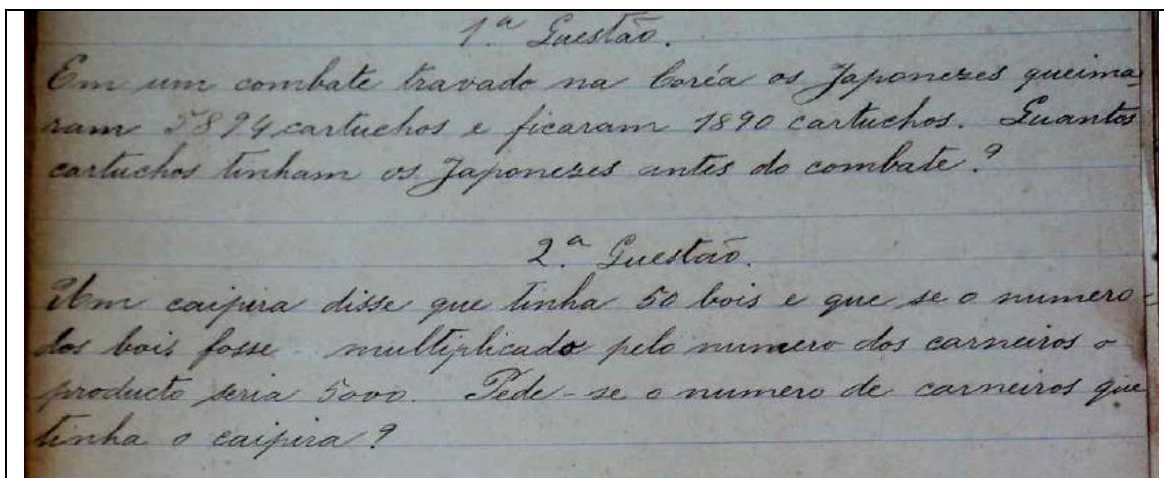 1.ª Questão.
Em um combate travado na Coréa os Japonezes queima-
ram 5894 cartuchos e ficaram 1890 cartuchos. Quantos
cartuchos tinham os Japonezes antes do combate?
2.ª Questão.
Um caipira disse que tinha 50 bois e que se o numero
dos bois fosse multiplicado pelo numero dos carneiros o
producto seria 5000. Pede-se o numero de carneiros que
tinha o caipira?